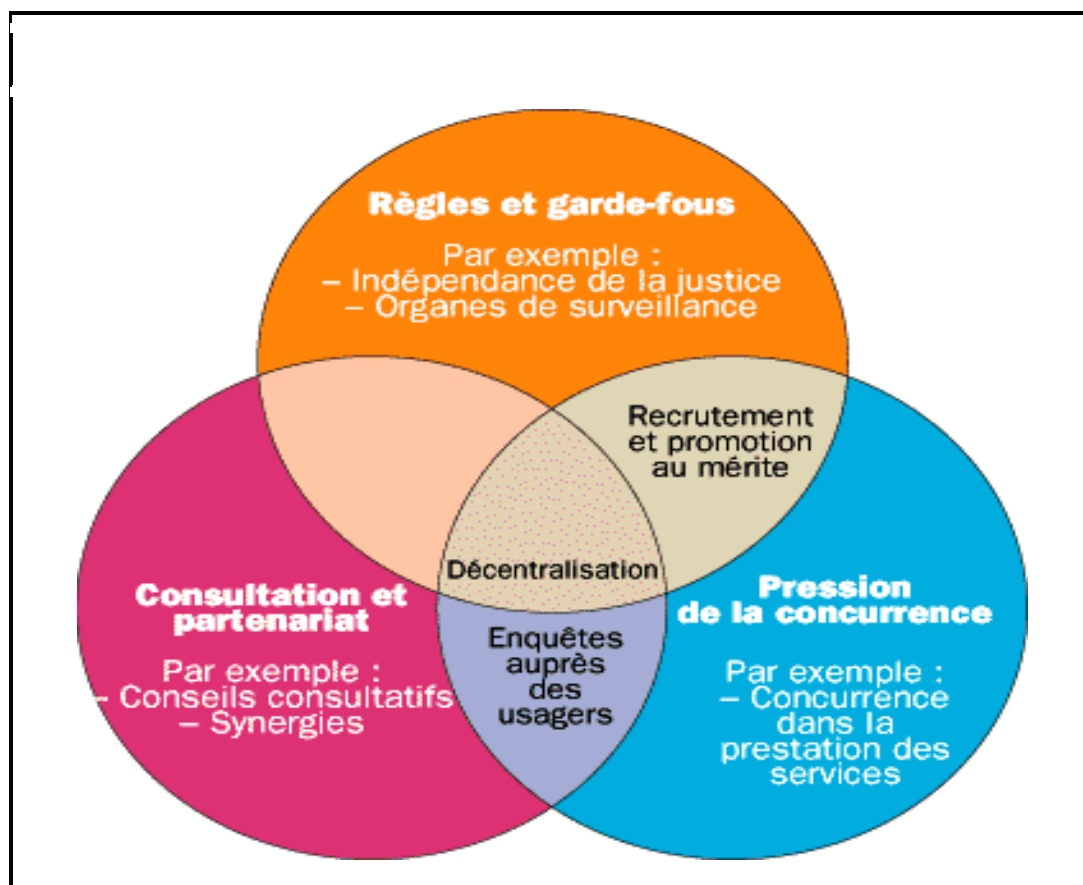 Règles et garde-fous
Par exemple :
– Indépendance de la justice
– Organes de surveillance
Recrutement
et promotion
au mérite
Décentralisation
Consultation et
partenariat
Par exemple :
– Conseils consultatifs
– Synergies
Enquêtes
auprès
des
usagers
Pression
de la concurrence
Par exemple :
– Concurrence
dans la
prestation des
services